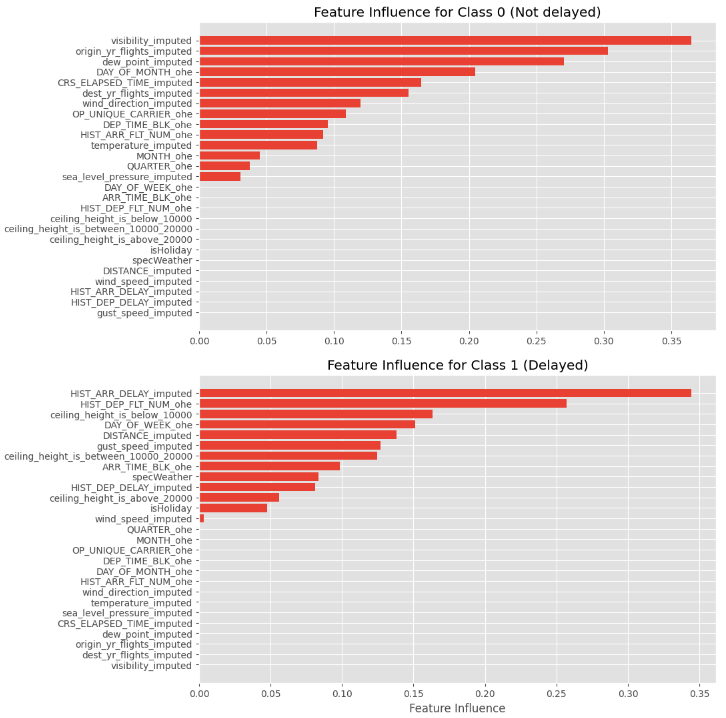 Feature Influence for Class 0 (Not delayed)
visibility_imputed
origin_yr_flights_imputed
dew_point_imputed
DAY_OF_MONTH_ohe
CRS_ELAPSED_TIME_imputed
dest_yr_flights_imputed
wind_direction_imputed
OP_UNIQUE_CARRIER_ohe
DEP_TIME_BLK_ohe
HIST_ARR_FLT_NUM_ohe
temperature_imputed
MONTH_ohe
QUARTER_ohe
sea_level_pressure_imputed
DAY_OF_WEEK_ohe
ARR_TIME_BLK_ohe
HIST_DEP_FLT_NUM_ohe
ceiling_height_is_below_10000
ceiling_height_is_between_10000_20000
ceiling_height_is_above_20000
isHoliday
specWeather
DISTANCE_imputed
wind_speed_imputed
HIST_ARR_DELAY_imputed
HIST_DEP_DELAY_imputed
gust_speed_imputed
0.00 0.05 0.10 0.15 0.20 0.25 0.30 0.35
Feature Influence for Class 1 (Delayed)
HIST_ARR_DELAY_imputed
HIST_DEP_FLT_NUM_ohe
ceiling_height_is_below_10000
DAY_OF_WEEK_ohe
DISTANCE_imputed
gust_speed_imputed
ceiling_height_is_between_10000_20000
ARR_TIME_BLK_ohe
specWeather
HIST_DEP_DELAY_imputed
ceiling_height_is_above_20000
isHoliday
wind_speed_imputed
QUARTER_ohe
MONTH_ohe
OP_UNIQUE_CARRIER_ohe
DEP_TIME_BLK_ohe
DAY_OF_MONTH_ohe
HIST_ARR_FLT_NUM_ohe
wind_direction_imputed
temperature_imputed
sea_level_pressure_imputed
CRS_ELAPSED_TIME_imputed
dew_point_imputed
origin_yr_flights_imputed
dest_yr_flights_imputed
visibility_imputed
0.00 0.05 0.10 0.15 0.20 0.25 0.30 0.35
Feature Influence